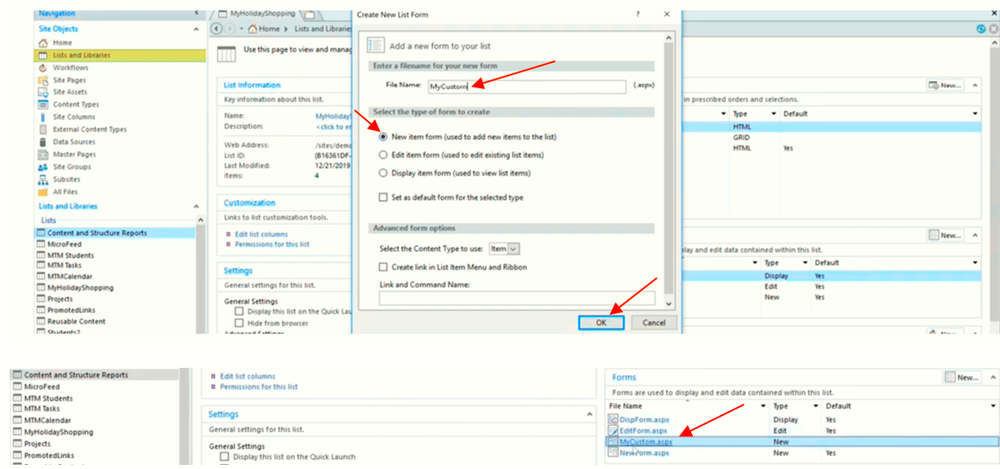 Navigation
MyHolidayShopping
Create New List Form
?
Site Objects
Home
Lists and Libraries
Home
Lists and Libraries
Workflows
Site Pages
Site Assets
Content Types
Site Columns
External Content Types
Data Sources
Master Pages
Site Groups
Subsites
All Files
Lists and Libraries
Lists
Content and Structure Reports
MicroFeed
MTM Students
MTM Tasks
MTMCalendar
MyHolidayShopping
Projects
PromotedLinks
Reusable Content
Students2
Use this page to view and manag
List Information
Key information about this list.
Name: MyHolidayS
Description: <click to er
Web Address: /sites/demo
List ID: {B16361DF-
Last Modified: 12/21/2019
Items: 4
Customization
Links to list customization tools.
Edit list columns
Permissions for this list
Settings
General settings for this list.
General Settings
Display this list on the Quick Lau
Hide from browser
Advanced Settings
Add a new form to your list
Enter a filename for your new form
File Name: MyCustom (.aspx)
Select the type of form to create
New item form (used to add new items to the list)
Edit item form (used to edit existing list items)
Display item form (used to view list items)
Set as default form for the selected type
Advanced form options
Select the Content Type to use: Item
Create link in List Item Menu and Ribbon
Link and Command Name:
OK Cancel
New...
in prescribed orders and selections.
Type Default
HTML
GRID
HTML Yes
New...
play and edit data contained within this list.
Type Default
Display Yes
Edit Yes
New Yes
New...
Content and Structure Reports
MicroFeed
MTM Students
MTM Tasks
MTMCalendar
MyHolidayShopping
Projects
PromotedLinks
Edit list columns
Permissions for this list
Settings
General settings for this list.
General Settings
Display this list on the Quick Launch
Forms
New...
Forms are used to display and edit data contained within this list.
File Name Type Default
DispForm.aspx Display Yes
EditForm.aspx Edit Yes
MyCustom.aspx New
NewForm.aspx New Yes